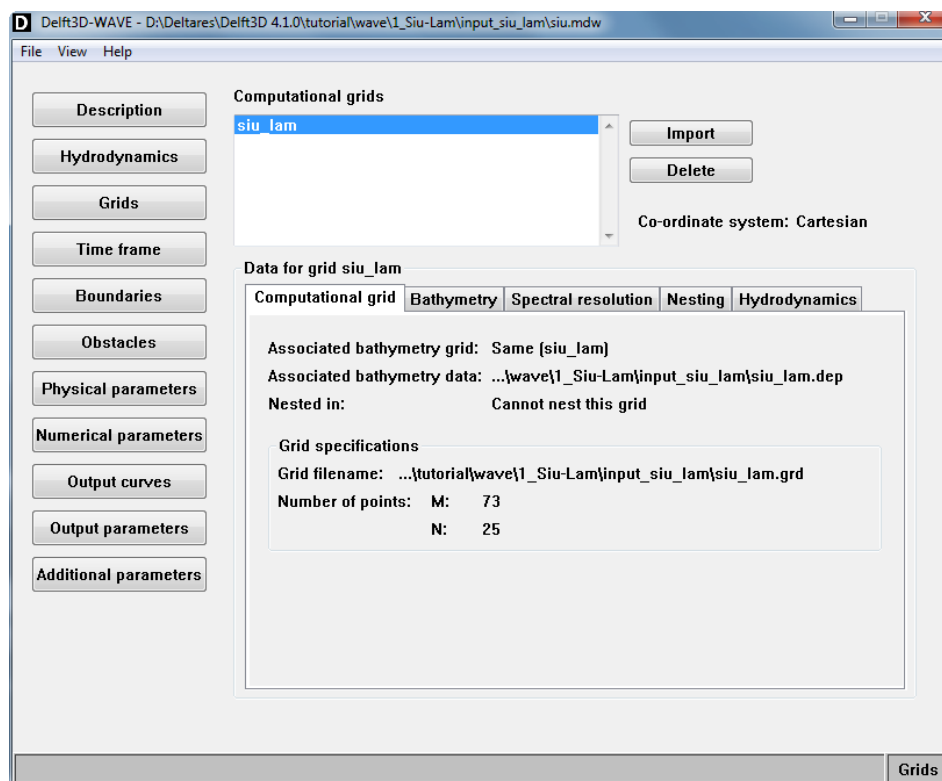 D Delft3D-WAVE - D:\Deltares\Delft3D 4.1.0\tutorial\wave\1_Siu-Lam\input_siu_lam\siu.mdw
File View Help
Description
Hydrodynamics
Grids
Time frame
Boundaries
Obstacles
Physical parameters
Numerical parameters
Output curves
Output parameters
Additional parameters
Computational grids
siu_lam
Import
Delete
Co-ordinate system: Cartesian
Data for grid siu_lam
Computational grid Bathymetry Spectral resolution Nesting Hydrodynamics
Associated bathymetry grid: Same (siu_lam)
Associated bathymetry data: ...\wave\1_Siu-Lam\input_siu_lam\siu_lam.dep
Nested in: Cannot nest this grid
Grid specifications
Grid filename: ...\tutorial\wave\1_Siu-Lam\input_siu_lam\siu_lam.grd
Number of points: M: 73
N: 25
Grids